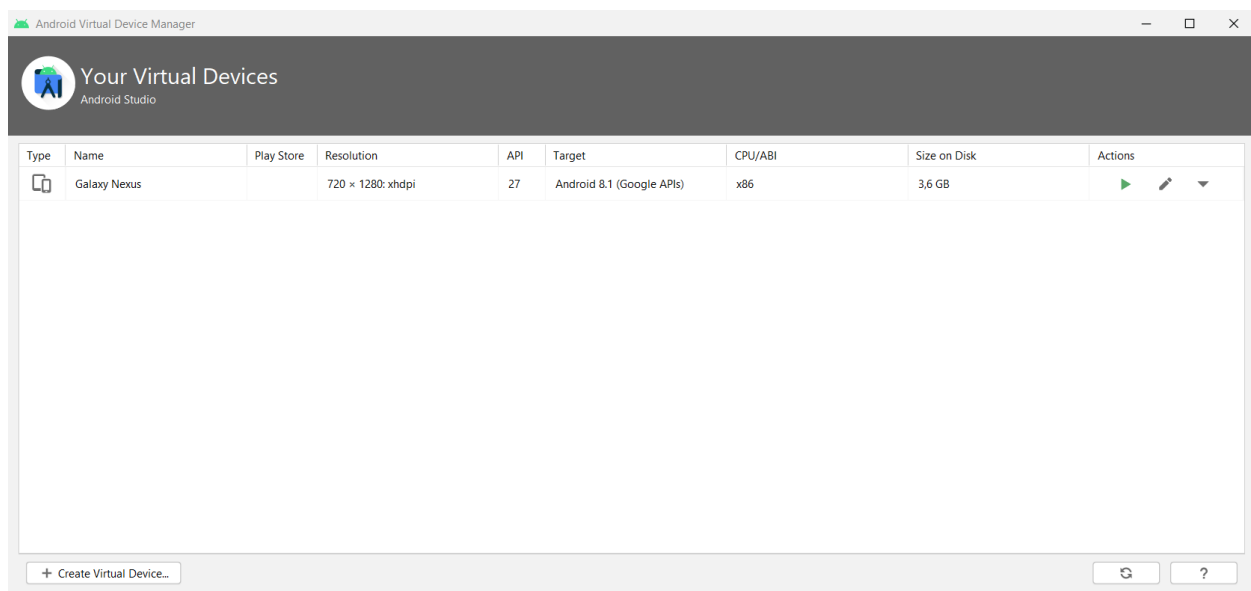 Android Virtual Device Manager
Your Virtual Devices
Android Studio
Type Name Play Store Resolution API Target CPU/ABI Size on Disk Actions
Galaxy Nexus 720 × 1280: xhdpi 27 Android 8.1 (Google APIs) x86 3,6 GB
+ Create Virtual Device... ?